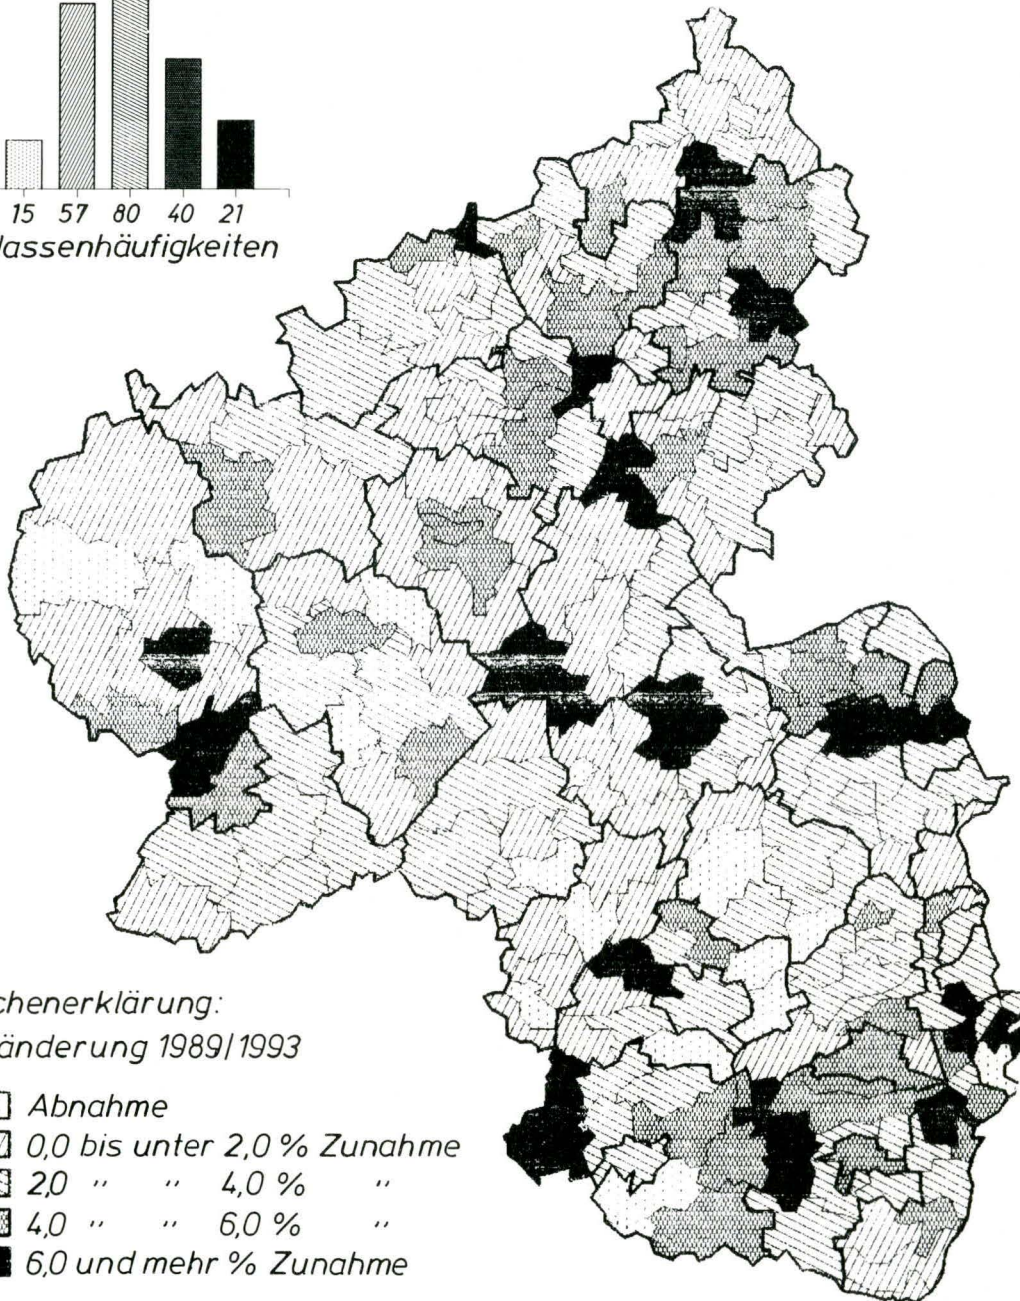 15 57 80 40 21
lassenhäufigkeiten
chenerklärung:
änderung 1989/1993
Abnahme
0,0 bis unter 2,0 % Zunahme
2,0 " " 4,0 % "
4,0 " " 6,0 % "
6,0 und mehr % Zunahme